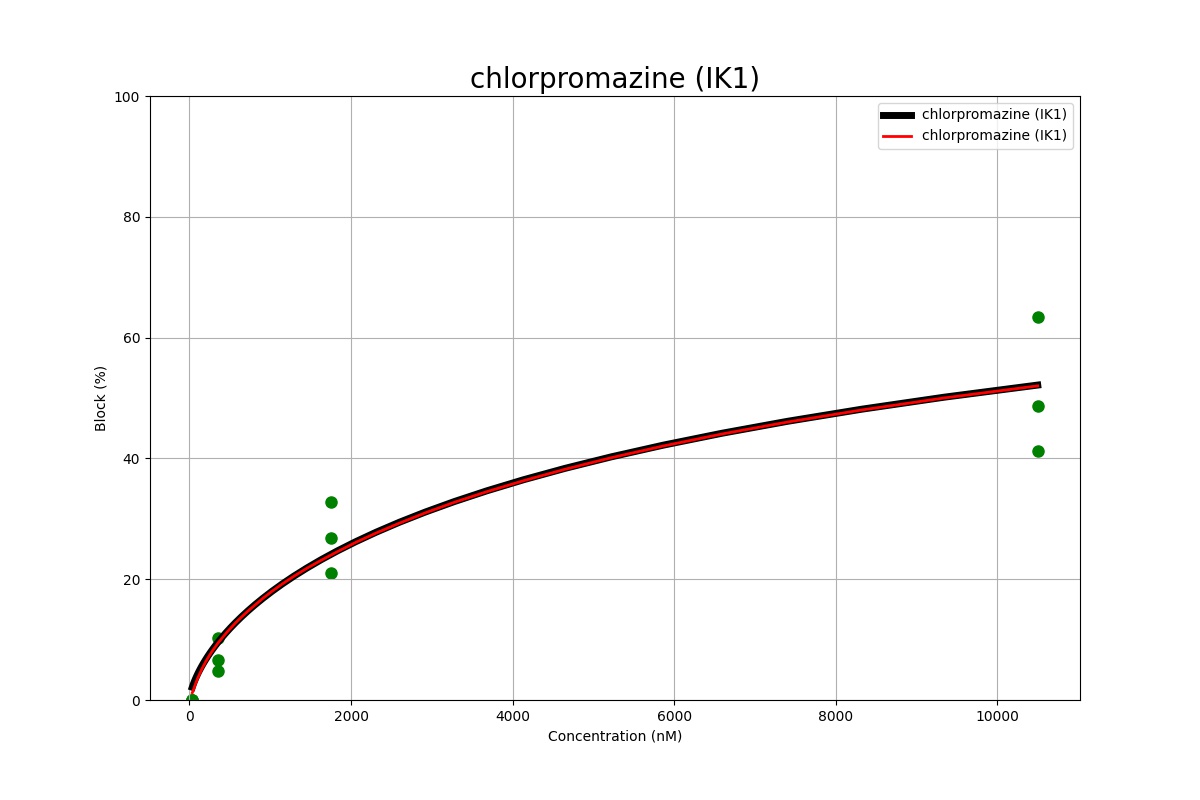 chlorpromazine (IK1)
chlorpromazine (IK1)
chlorpromazine (IK1)
100
80
60
40
20
0
Block (%)
0 2000 4000 6000 8000 10000
Concentration (nM)